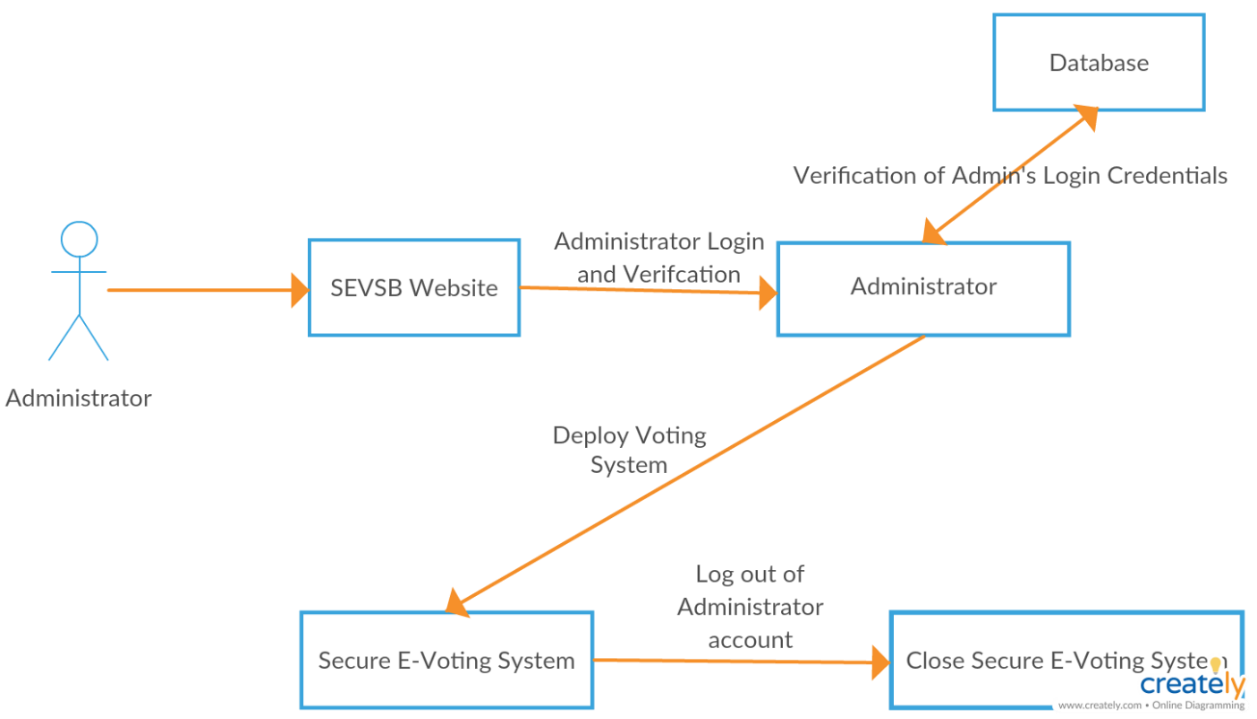 Database
Verification of Admin's Login Credentials
Administrator Login
and Verifcation
SEVSB Website
Administrator
Administrator
Deploy Voting
System
Log out of
Administrator
account
Secure E-Voting System
Close Secure E-Voting System
creately
www.creately.com • Online Diagramming